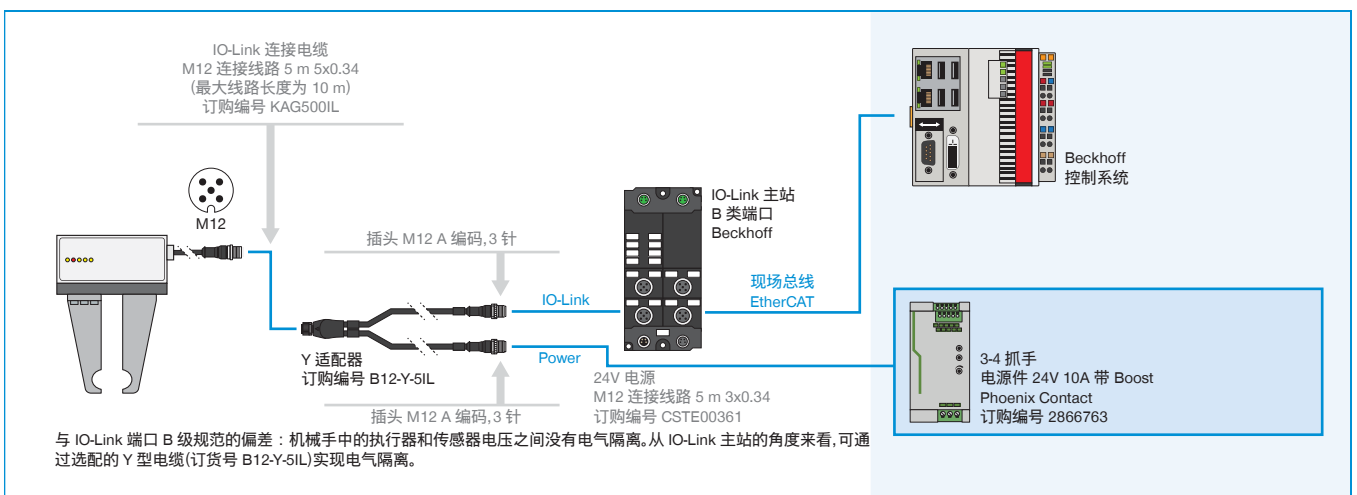 IO-Link 连接电缆
M12 连接线路 5 m 5x0.34
(最大线路长度为 10 m)
订购编号 KAG500IL
M12
插头 M12 A 编码,3 针
Y 适配器
订购编号 B12-Y-5IL
插头 M12 A 编码,3 针
IO-Link
Power
24V 电源
M12 连接线路 5 m 3x0.34
订购编号 CSTE00361
IO-Link 主站
B 类端口
Beckhoff
现场总线
EtherCAT
Beckhoff
控制系统
3-4 抓手
电源件 24V 10A 带 Boost
Phoenix Contact
订购编号 2866763
与 IO-Link 端口 B 级规范的偏差：机械手中的执行器和传感器电压之间没有电气隔离。从 IO-Link 主站的角度来看,可通
过选配的 Y 型电缆(订货号 B12-Y-5IL)实现电气隔离。